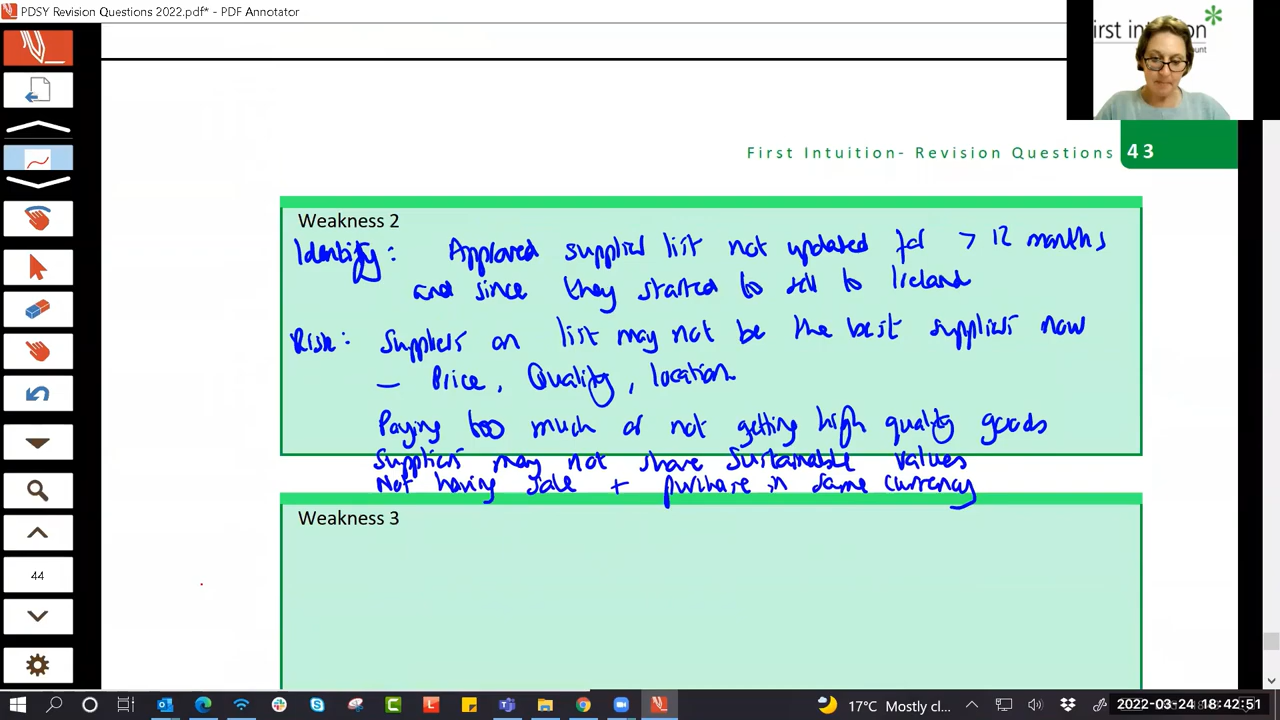 PDSY Revision Questions 2022.pdf* - PDF Annotator
First Intuition- Revision Questions 43
Weakness 2
Identify: Approved supplier list not updated for > 12 months
and since they started to sell to Ireland
Risk: Suppliers on list may not be the best suppliers now
- Price, Quality, location
Paying too much or not getting high quality goods
Suppliers may not share sustainable values
Not having sale + purchase in same currency
Weakness 3
44
17°C Mostly cl...
2022-03-24 18:42:51